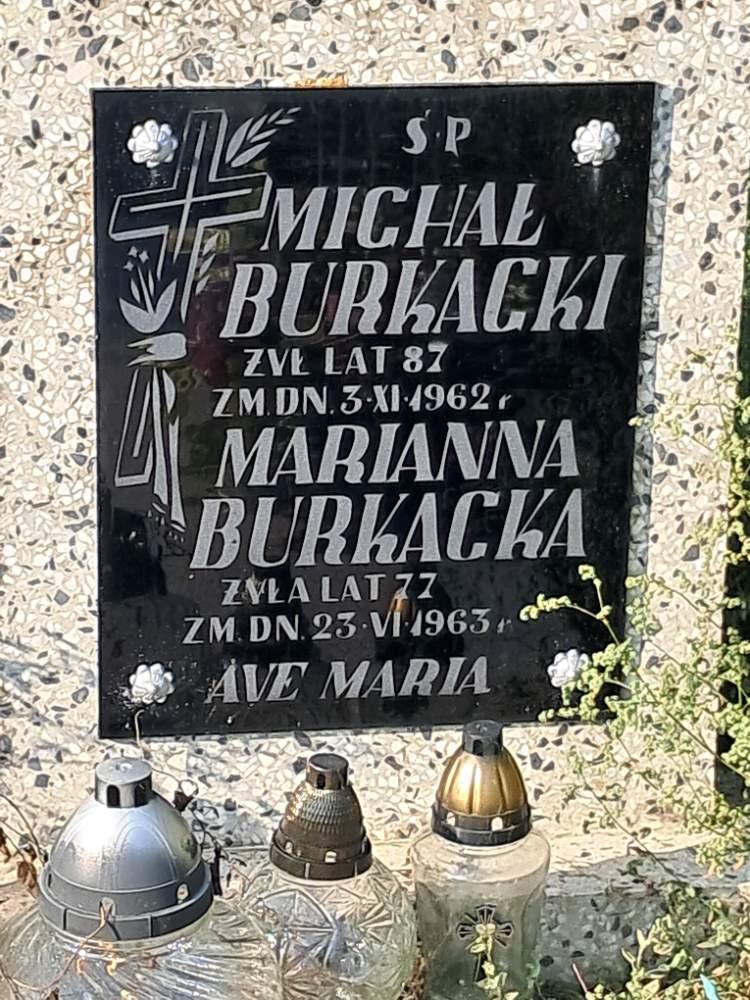 Ś·P
MICHAŁ
BURKACKI
ŻYŁ LAT 87
ZM. DN. 3·XI·1962 r
MARIANNA
BURKACKA
ŻYŁA LAT 77
ZM. DN. 23·VI·1963 r
AVE MARIA